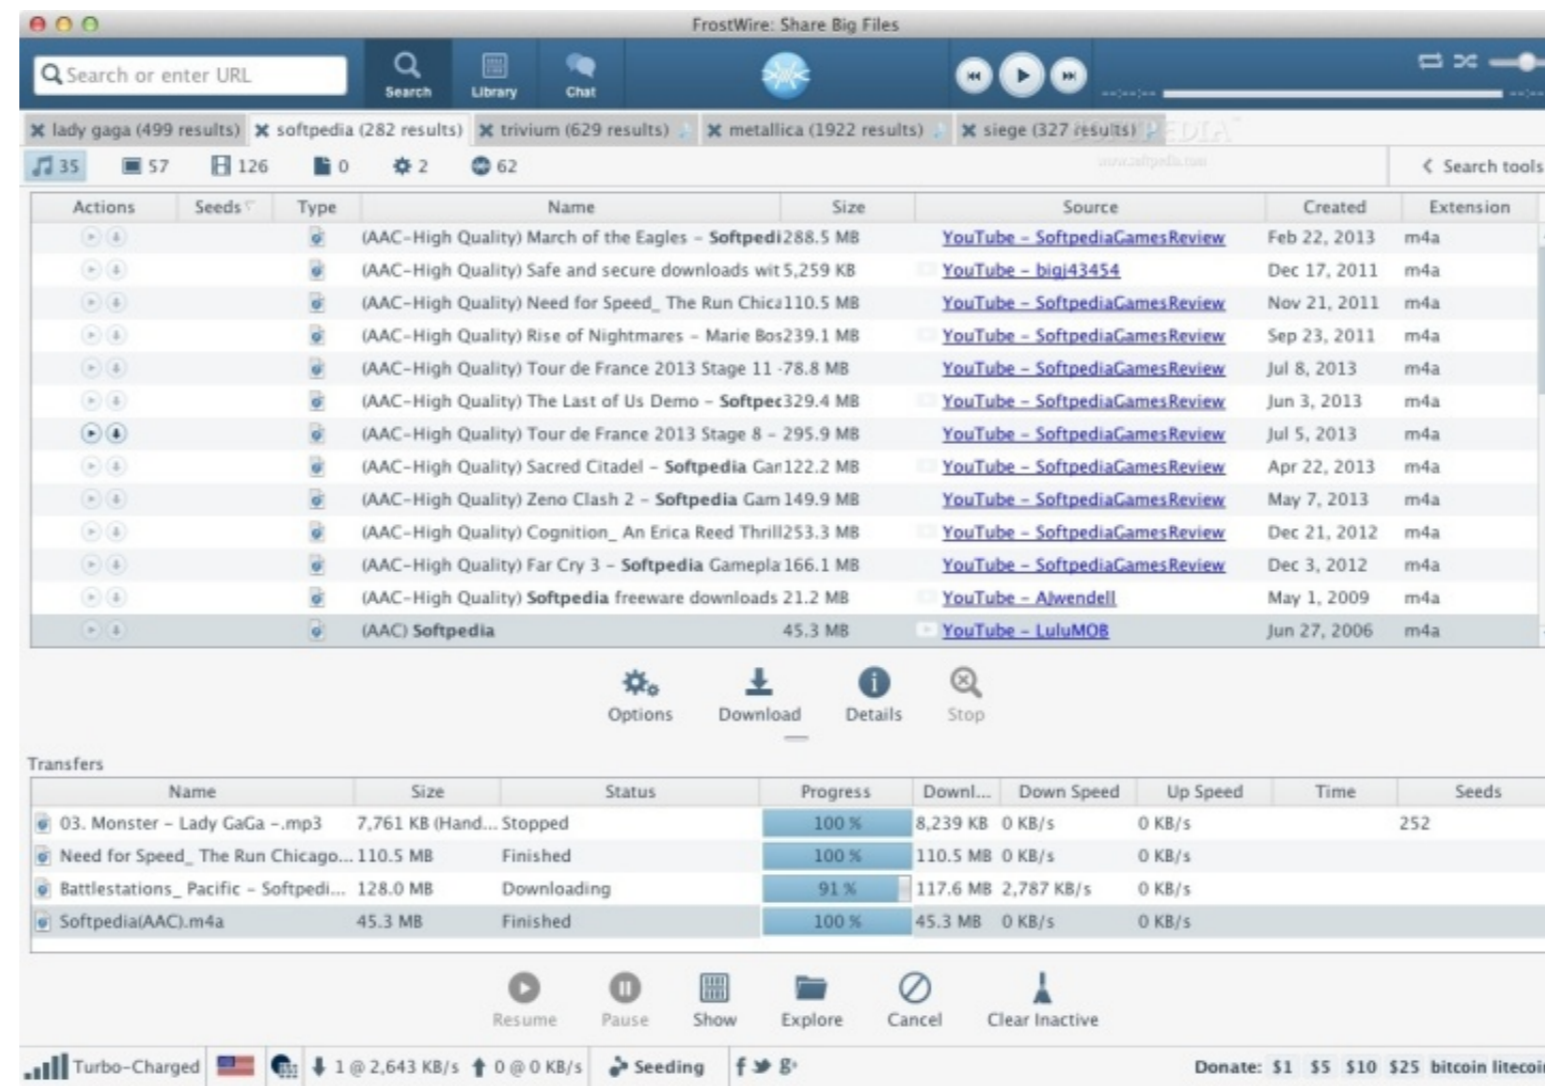 FrostWire: Share Big Files
Search or enter URL
Search Library Chat
--:--:-- --:--
lady gaga (499 results) softpedia (282 results) trivium (629 results) metallica (1922 results) siege (327 results)
SOFTPEDIA
www.softpedia.com
35 57 126 0 2 62 Search tools
Actions Seeds Type Name Size Source Created Extension
(AAC-High Quality) March of the Eagles - Softpedi 288.5 MB YouTube - SoftpediaGamesReview Feb 22, 2013 m4a
(AAC-High Quality) Safe and secure downloads wit 5,259 KB YouTube - bigj43454 Dec 17, 2011 m4a
(AAC-High Quality) Need for Speed_ The Run Chica 110.5 MB YouTube - SoftpediaGamesReview Nov 21, 2011 m4a
(AAC-High Quality) Rise of Nightmares - Marie Bos 239.1 MB YouTube - SoftpediaGamesReview Sep 23, 2011 m4a
(AAC-High Quality) Tour de France 2013 Stage 11 - 78.8 MB YouTube - SoftpediaGamesReview Jul 8, 2013 m4a
(AAC-High Quality) The Last of Us Demo - Softpec 329.4 MB YouTube - SoftpediaGamesReview Jun 3, 2013 m4a
(AAC-High Quality) Tour de France 2013 Stage 8 - 295.9 MB YouTube - SoftpediaGamesReview Jul 5, 2013 m4a
(AAC-High Quality) Sacred Citadel - Softpedia Gan 122.2 MB YouTube - SoftpediaGamesReview Apr 22, 2013 m4a
(AAC-High Quality) Zeno Clash 2 - Softpedia Gam 149.9 MB YouTube - SoftpediaGamesReview May 7, 2013 m4a
(AAC-High Quality) Cognition_ An Erica Reed Thrill 253.3 MB YouTube - SoftpediaGamesReview Dec 21, 2012 m4a
(AAC-High Quality) Far Cry 3 - Softpedia Gamepla 166.1 MB YouTube - SoftpediaGamesReview Dec 3, 2012 m4a
(AAC-High Quality) Softpedia freeware downloads 21.2 MB YouTube - AJwendell May 1, 2009 m4a
(AAC) Softpedia 45.3 MB YouTube - LuluMOB Jun 27, 2006 m4a
Options Download Details Stop
Transfers
Name Size Status Progress Downl... Down Speed Up Speed Time Seeds
03. Monster - Lady GaGa -.mp3 7,761 KB (Hand... Stopped 100 % 8,239 KB 0 KB/s 0 KB/s 252
Need for Speed_ The Run Chicago... 110.5 MB Finished 100 % 110.5 MB 0 KB/s 0 KB/s
Battlestations_ Pacific - Softpedi... 128.0 MB Downloading 91 % 117.6 MB 2,787 KB/s 0 KB/s
Softpedia(AAC).m4a 45.3 MB Finished 100 % 45.3 MB 0 KB/s 0 KB/s
Resume Pause Show Explore Cancel Clear Inactive
Turbo-Charged 1 @ 2,643 KB/s 0 @ 0 KB/s Seeding f g+ Donate: $1 $5 $10 $25 bitcoin litecoin